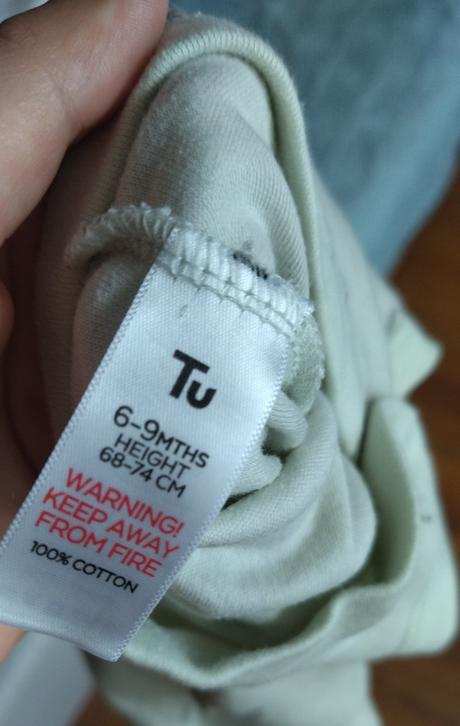 Tu
6-9MTHS
HEIGHT
68-74 CM
WARNING!
KEEP AWAY
FROM FIRE
100% COTTON